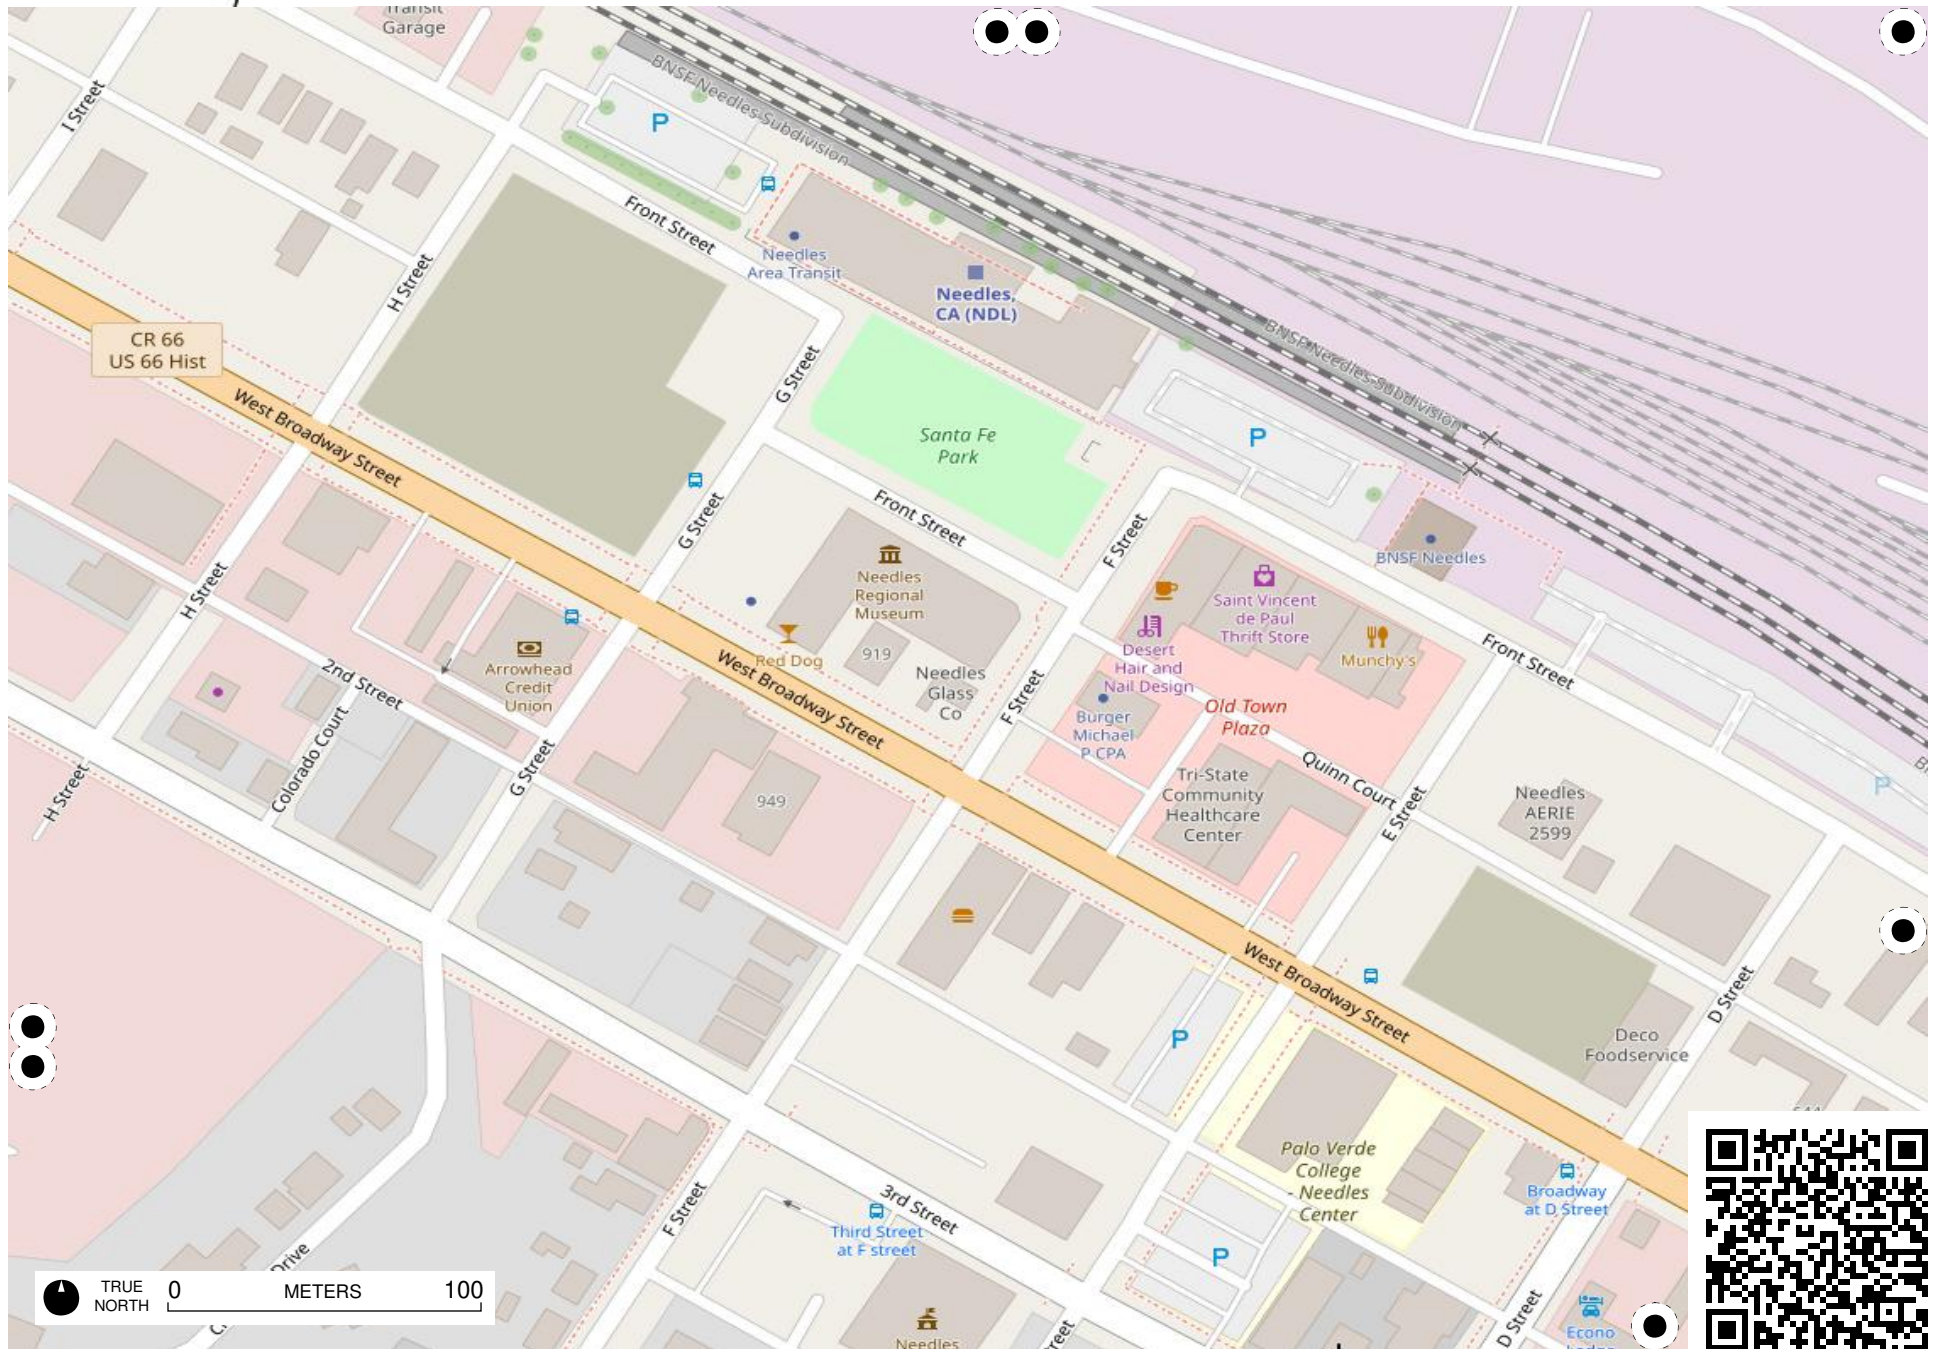 Transit
Garage
I Street
BNSF Needles Subdivision
Front Street
H Street
Needles
Area Transit
Needles,
CA (NDL)
BNSF Needles Subdivision
CR 66
US 66 Hist
G Street
West Broadway Street
Santa Fe
Park
P
P
G Street
Front Street
F Street
BNSF Needles
Needles
Regional
Museum
Saint Vincent
de Paul
Thrift Store
H Street
Desert
Hair and
Nail Design
Munchy's
Front Street
Red Dog
919
Arrowhead
Credit
Union
2nd Street
West Broadway Street
Needles
Glass
Co
F Street
Burger
Michael
P CPA
Old Town
Plaza
Quinn Court
Colorado Court
G Street
H Street
949
Tri-State
Community
Healthcare
Center
E Street
Needles
AERIE
2599
P
West Broadway Street
D Street
P
Deco
Foodservice
Palo Verde
College
- Needles
Center
Broadway
at D Street
3rd Street
F Street
Third Street
at F street
P
Drive
TRUE
NORTH
0
METERS
100
D Street
Econo
Needles